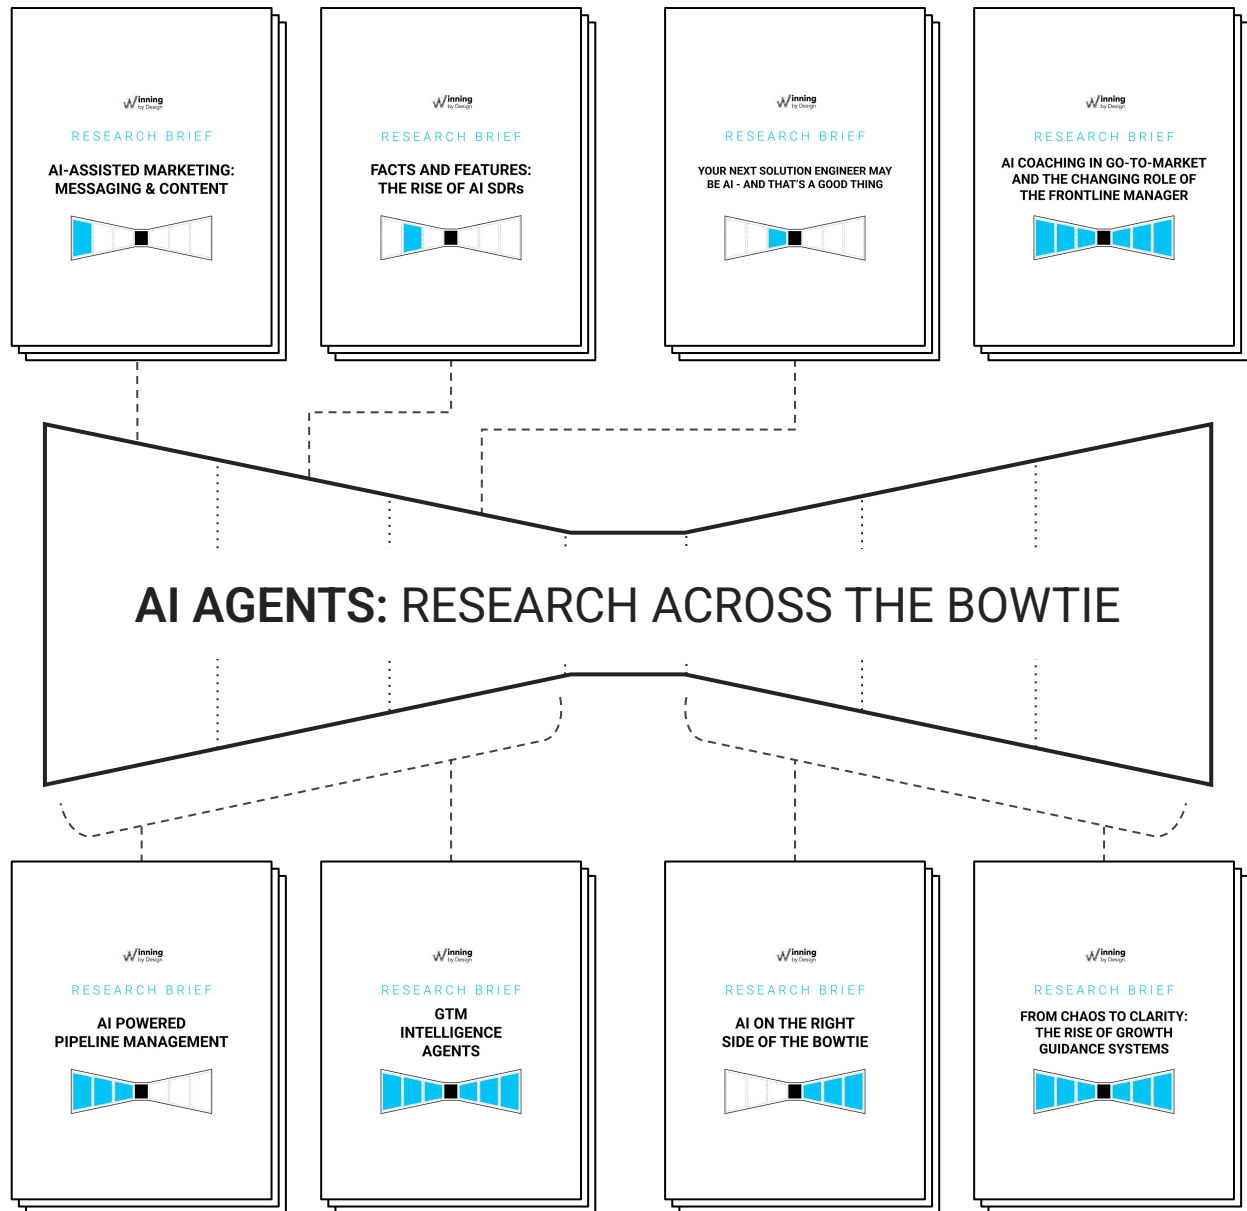 Winning
by Design
RESEARCH BRIEF
AI-ASSISTED MARKETING:
MESSAGING & CONTENT
Winning
by Design
RESEARCH BRIEF
FACTS AND FEATURES:
THE RISE OF AI SDRs
Winning
by Design
RESEARCH BRIEF
YOUR NEXT SOLUTION ENGINEER MAY
BE AI - AND THAT'S A GOOD THING
Winning
by Design
RESEARCH BRIEF
AI COACHING IN GO-TO-MARKET
AND THE CHANGING ROLE OF
THE FRONTLINE MANAGER
AI AGENTS: RESEARCH ACROSS THE BOWTIE
Winning
by Design
RESEARCH BRIEF
AI POWERED
PIPELINE MANAGEMENT
Winning
by Design
RESEARCH BRIEF
GTM
INTELLIGENCE
AGENTS
Winning
by Design
RESEARCH BRIEF
AI ON THE RIGHT
SIDE OF THE BOWTIE
Winning
by Design
RESEARCH BRIEF
FROM CHAOS TO CLARITY:
THE RISE OF GROWTH
GUIDANCE SYSTEMS